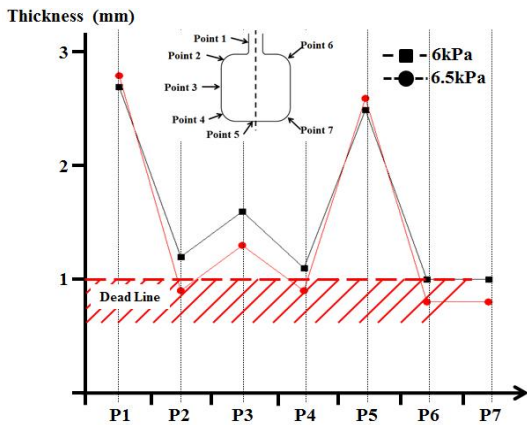 Thickness (mm)
3
2
1
Point 1
Point 2
Point 3
Point 4
Point 5
Point 6
Point 7
6kPa
6.5kPa
Dead Line
P1 P2 P3 P4 P5 P6 P7